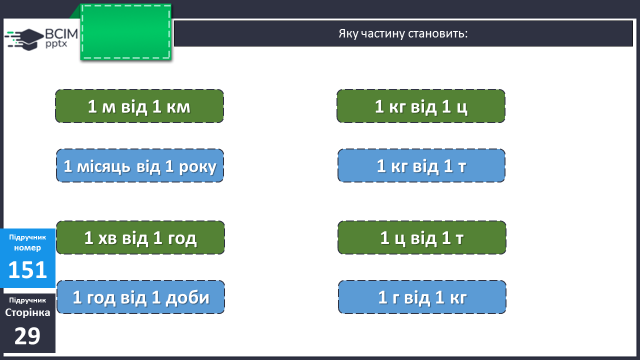 ВСІМ
pptx
Яку частину становить:
1 м від 1 км
1 кг від 1 ц
1 місяць від 1 року
1 кг від 1 т
1 хв від 1 год
1 ц від 1 т
1 год від 1 доби
1 г від 1 кг
Підручник
номер
151
Підручник
Сторінка
29